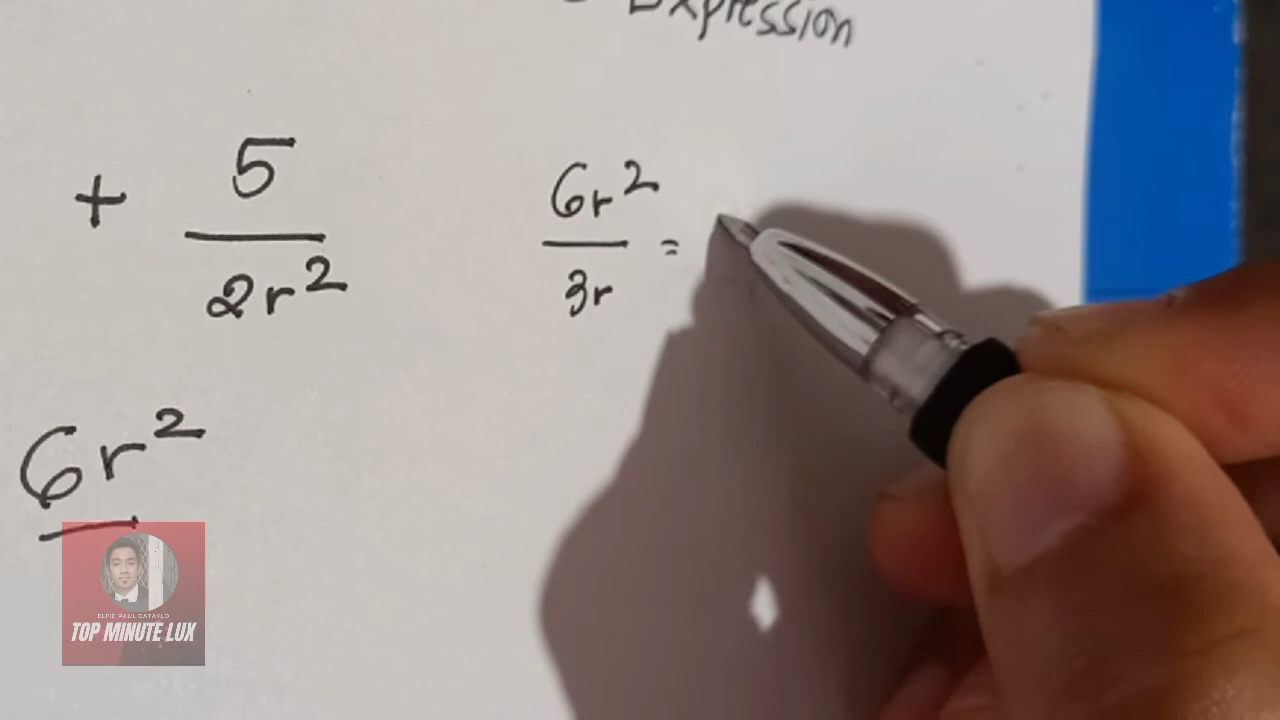 Expression
+ 5/2r²
6r²/3r =
6r²
ELFIE PAUL CATAYLO
TOP MINUTE LUX